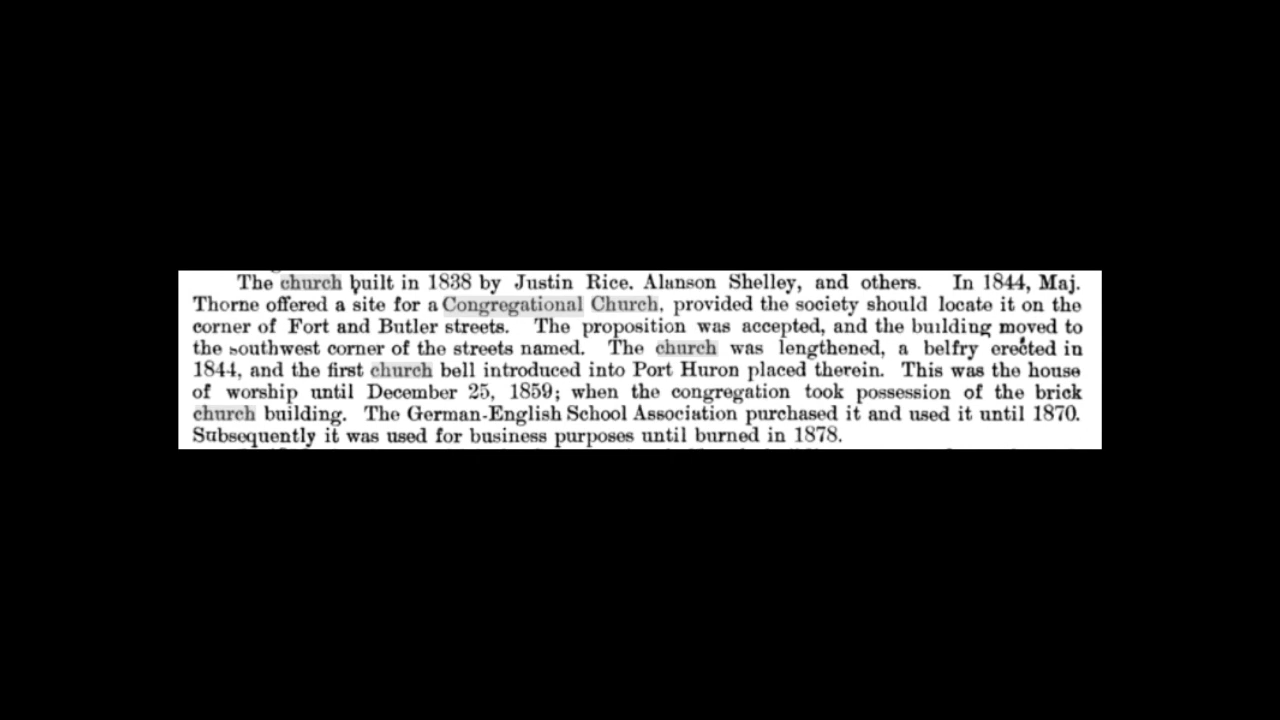 The church built in 1838 by Justin Rice. Alanson Shelley, and others. In 1844, Maj.
Thorne offered a site for a Congregational Church, provided the society should locate it on the
corner of Fort and Butler streets. The proposition was accepted, and the building moved to
the southwest corner of the streets named. The church was lengthened, a belfry erected in
1844, and the first church bell introduced into Port Huron placed therein. This was the house
of worship until December 25, 1859; when the congregation took possession of the brick
church building. The German-English School Association purchased it and used it until 1870.
Subsequently it was used for business purposes until burned in 1878.